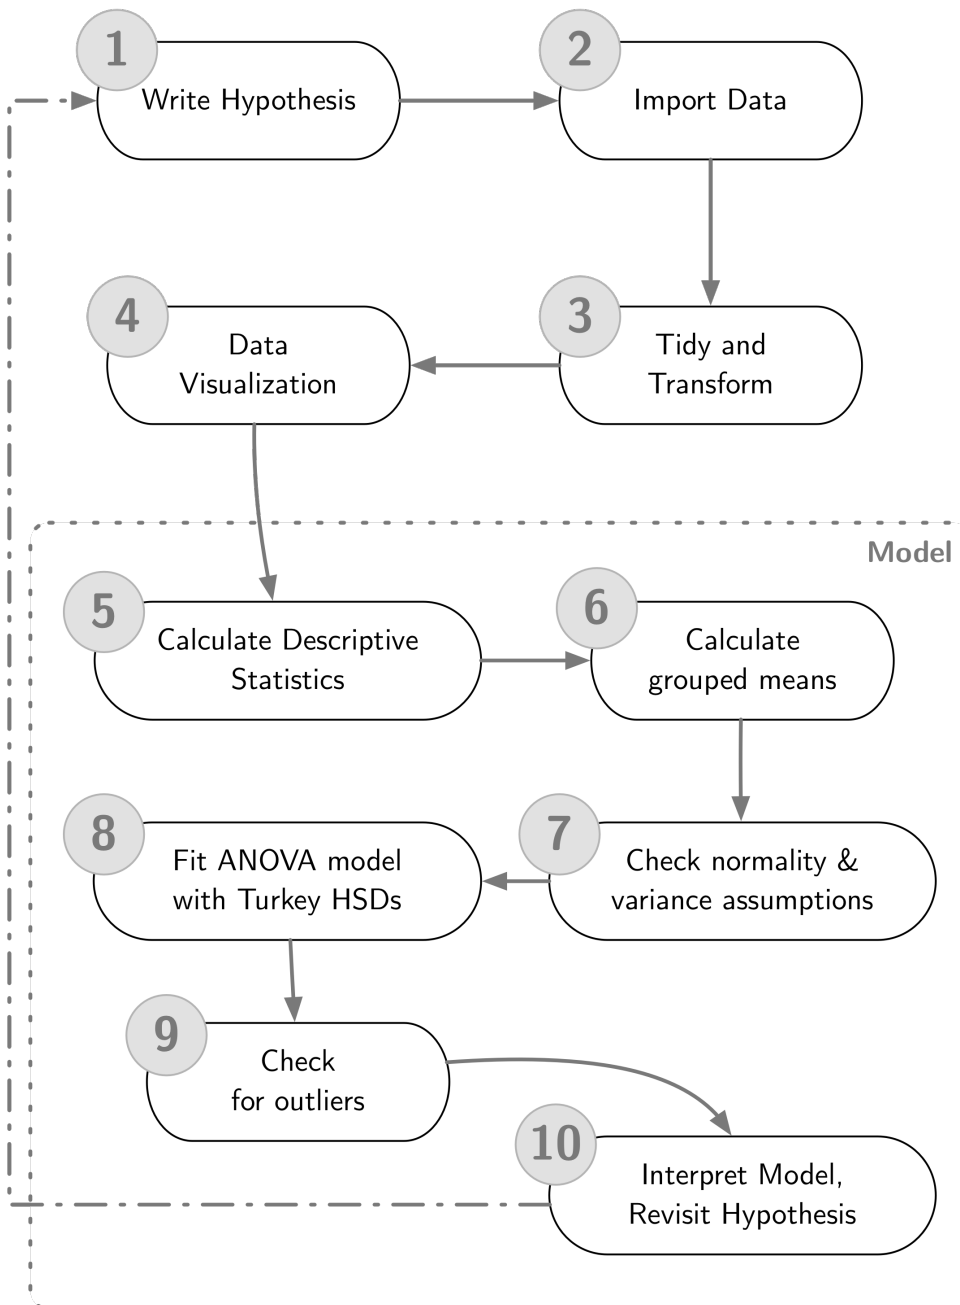 1
Write Hypothesis
2
Import Data
3
Tidy and
Transform
4
Data
Visualization
Model
5
Calculate Descriptive
Statistics
6
Calculate
grouped means
7
Check normality &
variance assumptions
8
Fit ANOVA model
with Turkey HSDs
9
Check
for outliers
10
Interpret Model,
Revisit Hypothesis